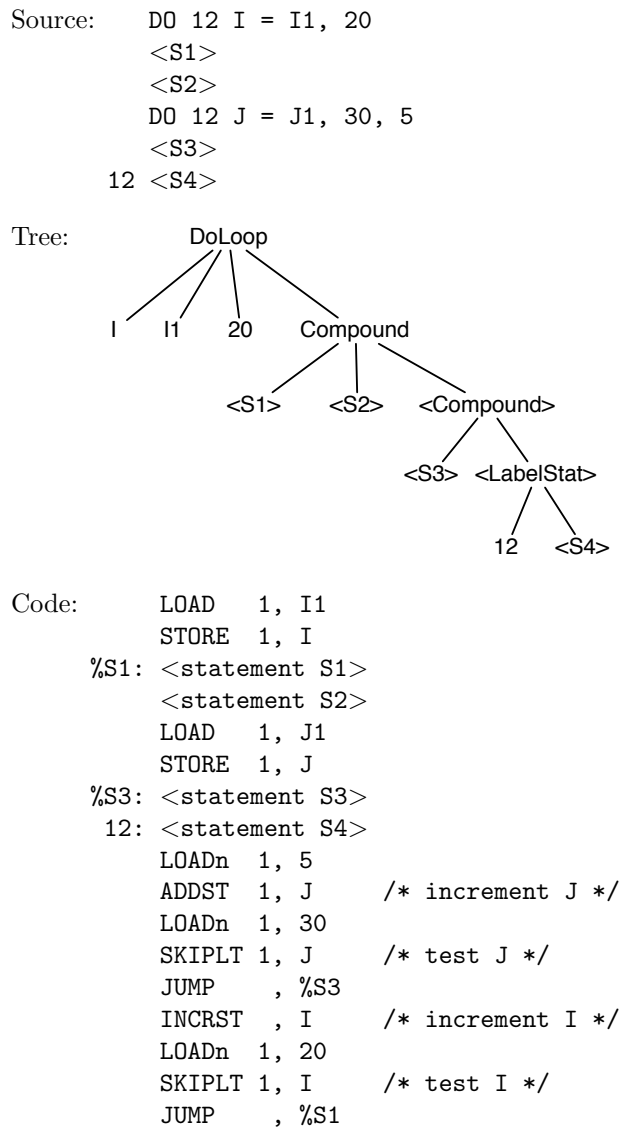 Source: DO 12 I = I1, 20
<S1>
<S2>
DO 12 J = J1, 30, 5
<S3>
12 <S4>
Tree: DoLoop
I I1 20 Compound
<S1> <S2> <Compound>
<S3> <LabelStat>
12 <S4>
Code: LOAD 1, I1
STORE 1, I
%S1: <statement S1>
<statement S2>
LOAD 1, J1
STORE 1, J
%S3: <statement S3>
12: <statement S4>
LOADn 1, 5
ADDST 1, J /* increment J */
LOADn 1, 30
SKIPLT 1, J /* test J */
JUMP , %S3
INCRST , I /* increment I */
LOADn 1, 20
SKIPLT 1, I /* test I */
JUMP , %S1